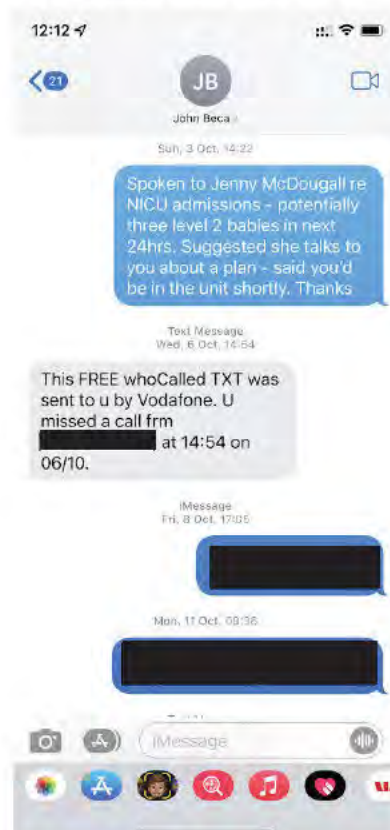 12:12
21
JB
John Beca
Sun, 3 Oct, 14:22
Spoken to Jenny McDougall re
NICU admissions - potentially
three level 2 babies in next
24hrs. Suggested she talks to
you about a plan - said you'd
be in the unit shortly. Thanks
Text Message
Wed, 6 Oct, 14:54
This FREE whoCalled TXT was
sent to u by Vodafone. U
missed a call frm
at 14:54 on
06/10.
iMessage
Fri, 8 Oct, 17:05
Mon, 11 Oct, 09:36
iMessage